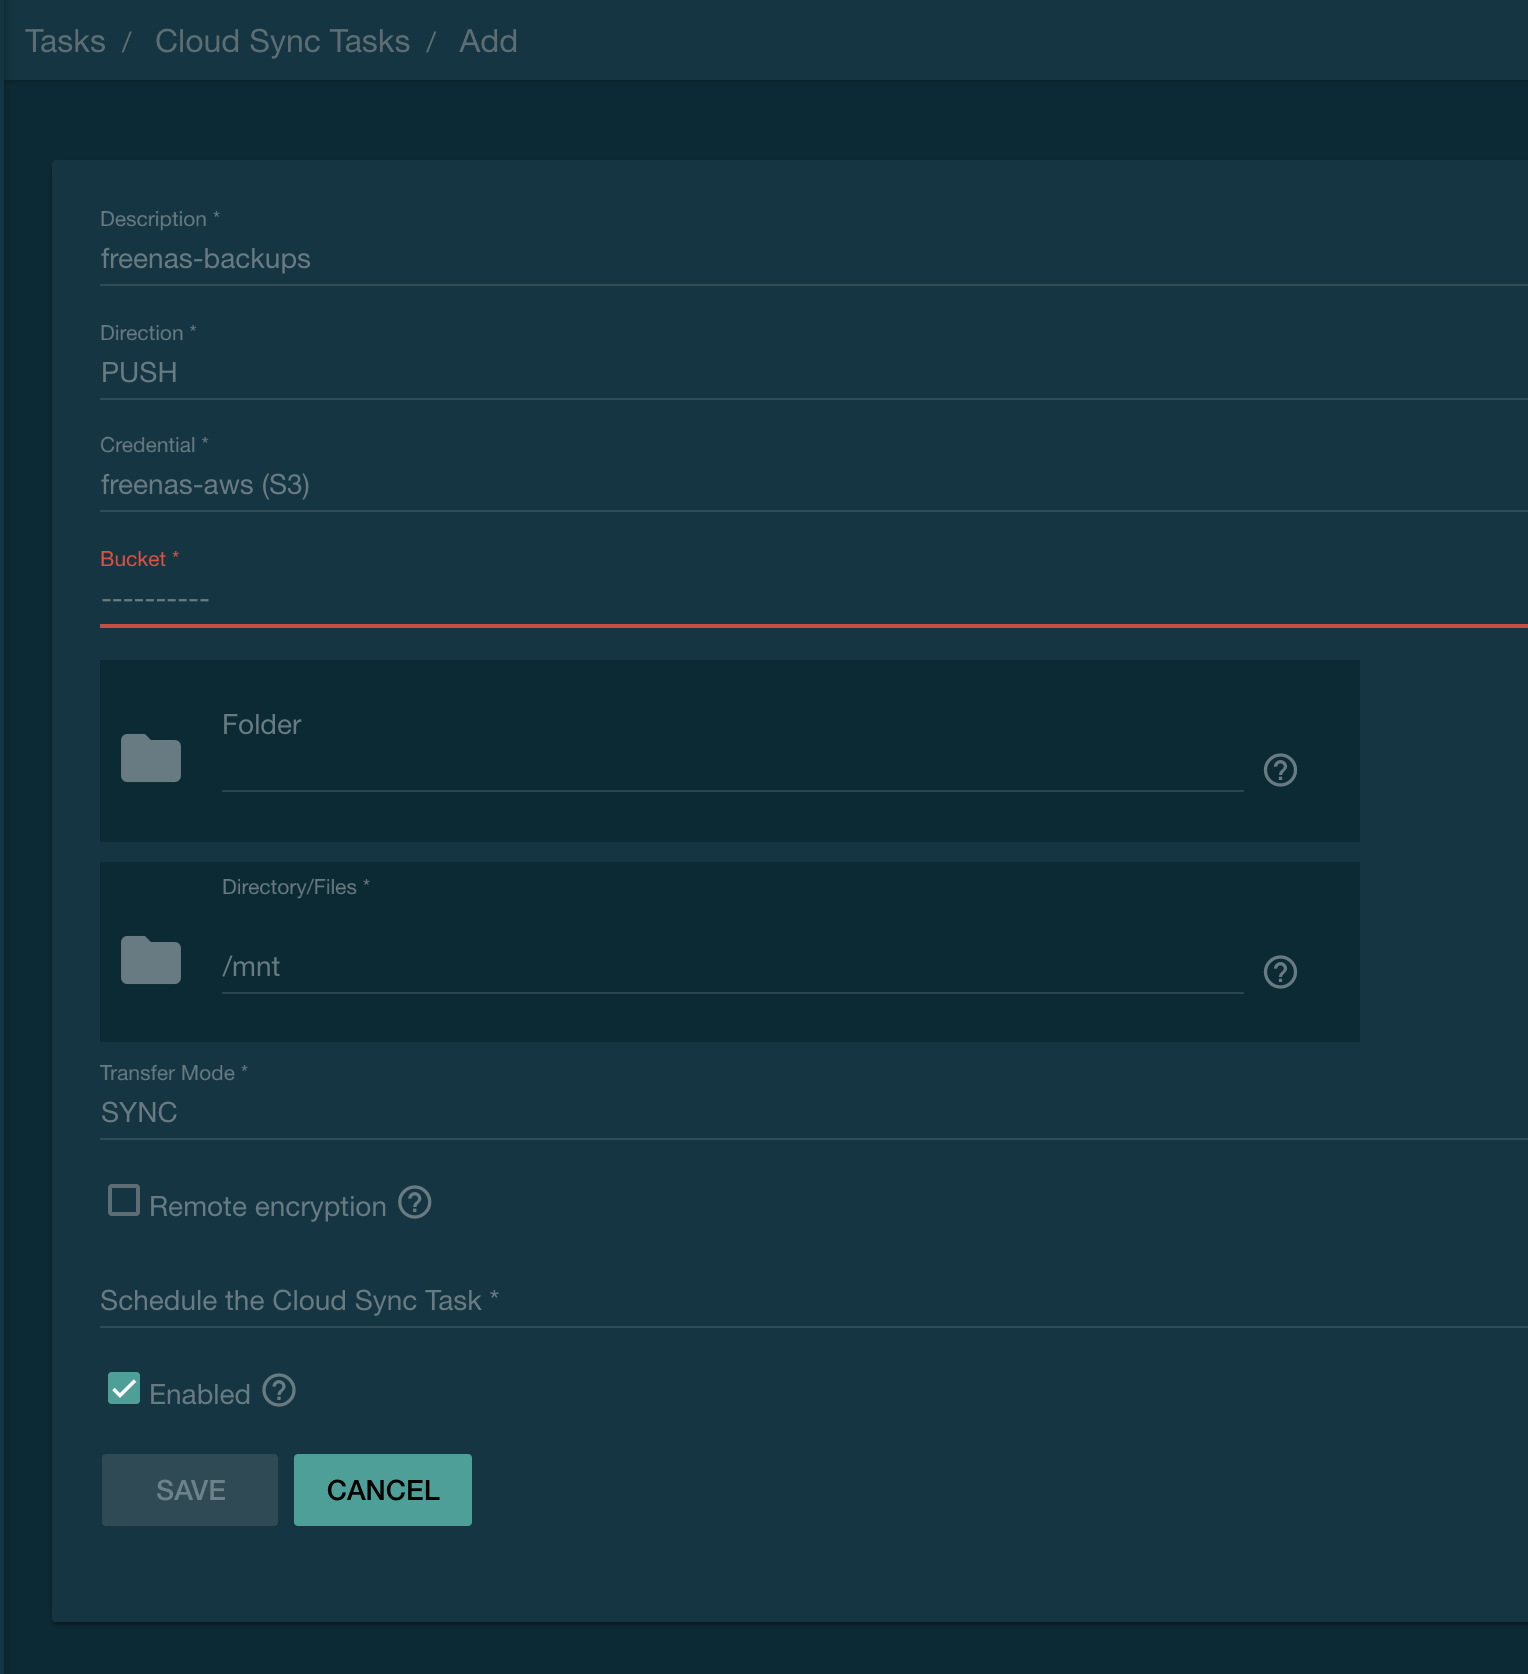 Tasks / Cloud Sync Tasks / Add
Description *
freenas-backups
Direction *
PUSH
Credential *
freenas-aws (S3)
Bucket *
----------
Folder
Directory/Files *
/mnt
Transfer Mode *
SYNC
Remote encryption
Schedule the Cloud Sync Task *
Enabled
SAVE CANCEL